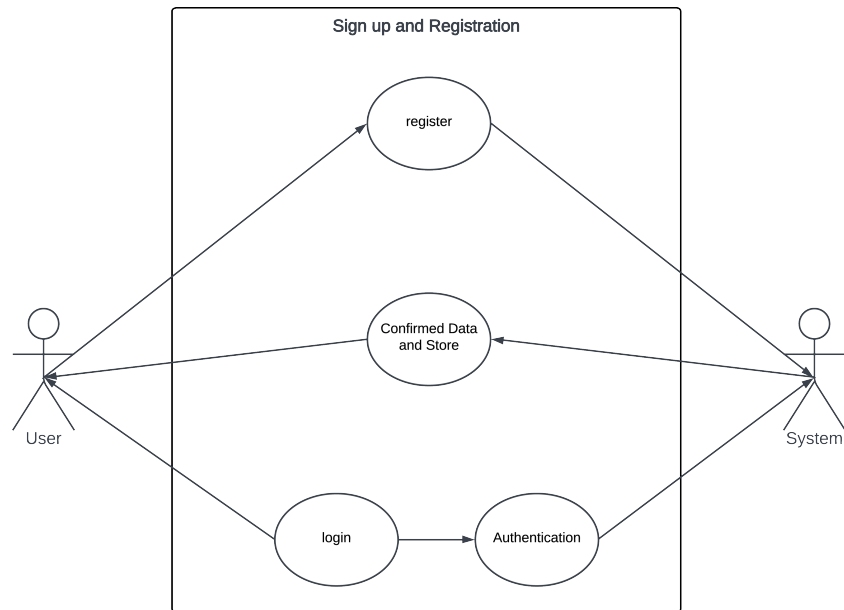 Sign up and Registration
register
Confirmed Data
and Store
User
System
login
Authentication